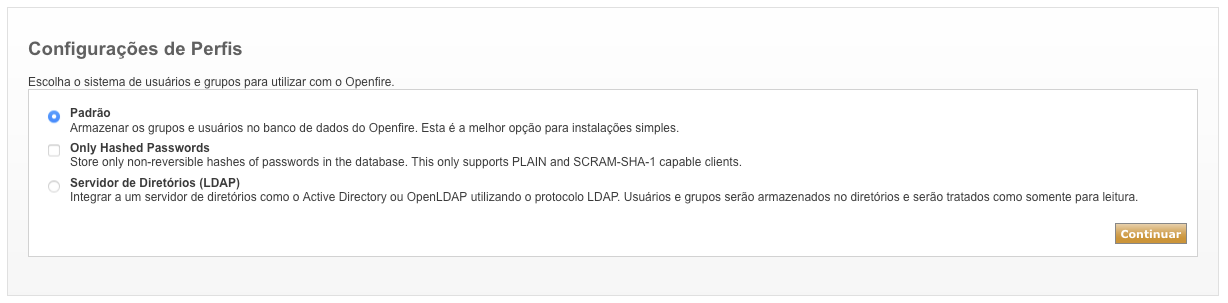 Configurações de Perfis
Escolha o sistema de usuários e grupos para utilizar com o Openfire.
Padrão
Armazenar os grupos e usuários no banco de dados do Openfire. Esta é a melhor opção para instalações simples.
Only Hashed Passwords
Store only non-reversible hashes of passwords in the database. This only supports PLAIN and SCRAM-SHA-1 capable clients.
Servidor de Diretórios (LDAP)
Integrar a um servidor de diretórios como o Active Directory ou OpenLDAP utilizando o protocolo LDAP. Usuários e grupos serão armazenados no diretórios e serão tratados como somente para leitura.
Continuar